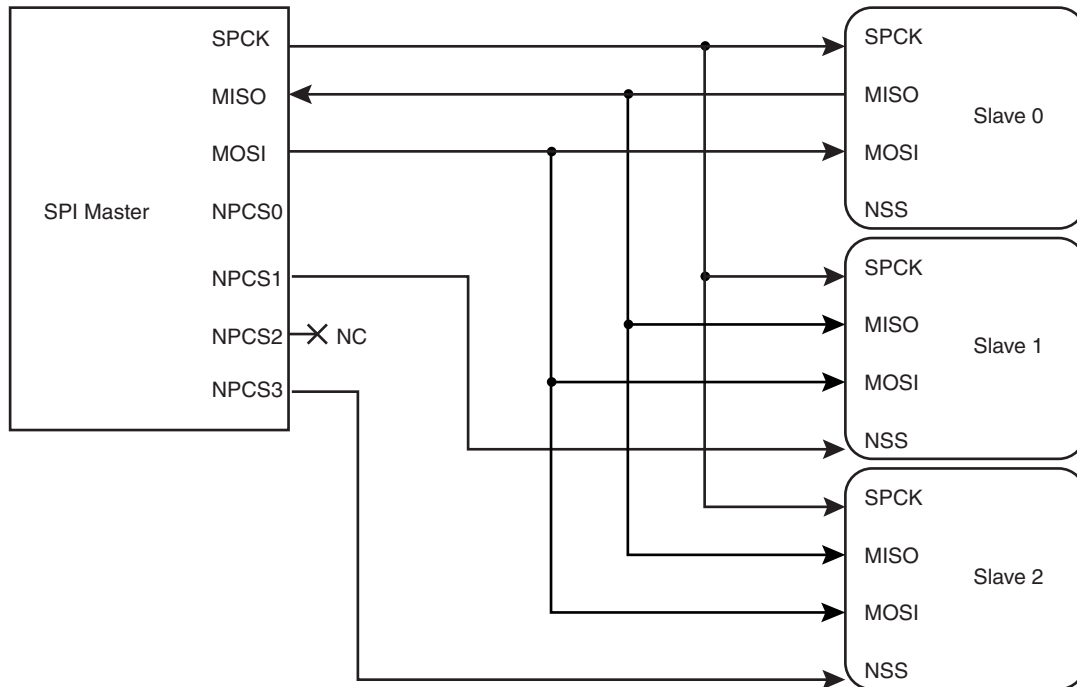 SPCK
MISO
MOSI
SPI Master
NPCS0
NPCS1
NPCS2
NC
NPCS3
SPCK
MISO
Slave 0
MOSI
NSS
SPCK
MISO
Slave 1
MOSI
NSS
SPCK
MISO
Slave 2
MOSI
NSS